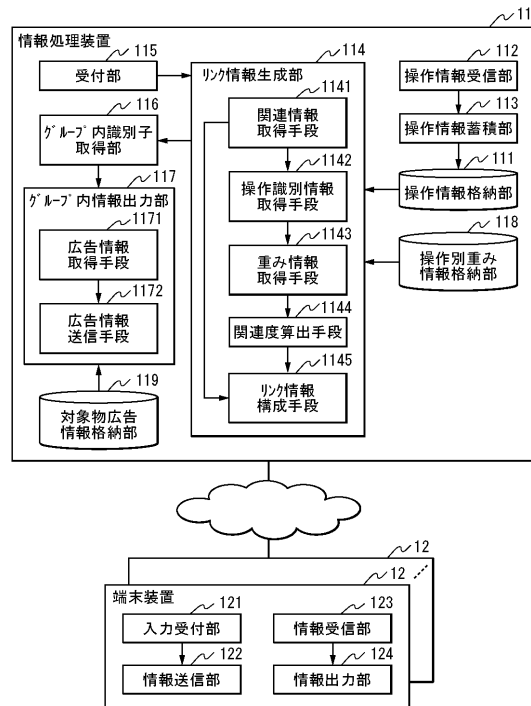 11
情報処理装置
115
受付部
116
グループ内識別子
取得部
117
グループ内情報出力部
1171
広告情報
取得手段
1172
広告情報
送信手段
119
対象物広告
情報格納部
114
リンク情報生成部
1141
関連情報
取得手段
1142
操作識別情報
取得手段
1143
重み情報
取得手段
1144
関連度算出手段
1145
リンク情報
構成手段
112
操作情報受信部
113
操作情報蓄積部
111
操作情報格納部
118
操作別重み
情報格納部
12
12
端末装置
121
入力受付部
122
情報送信部
123
情報受信部
124
情報出力部